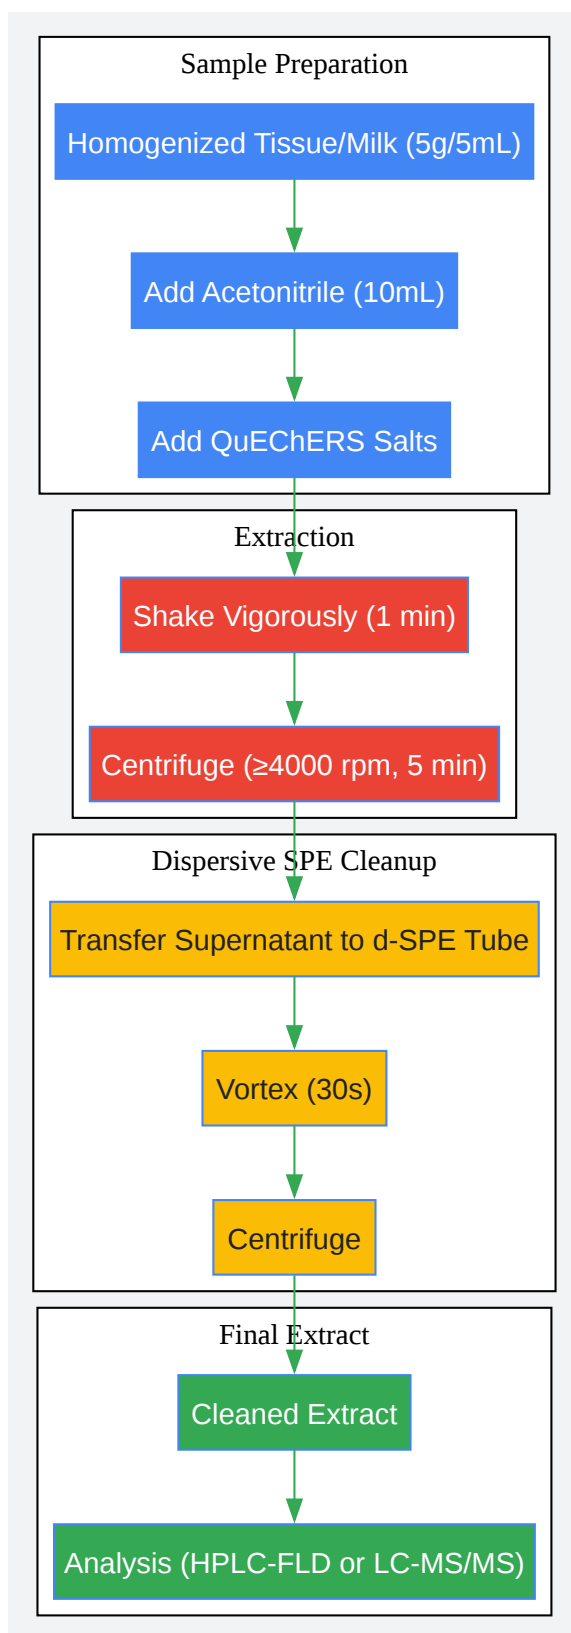 Sample Preparation
Homogenized Tissue/Milk (5g/5mL)
Add Acetonitrile (10mL)
Add QuEChERS Salts
Extraction
Shake Vigorously (1 min)
Centrifuge (≥4000 rpm, 5 min)
Dispersive SPE Cleanup
Transfer Supernatant to d-SPE Tube
Vortex (30s)
Centrifuge
Final Extract
Cleaned Extract
Analysis (HPLC-FLD or LC-MS/MS)